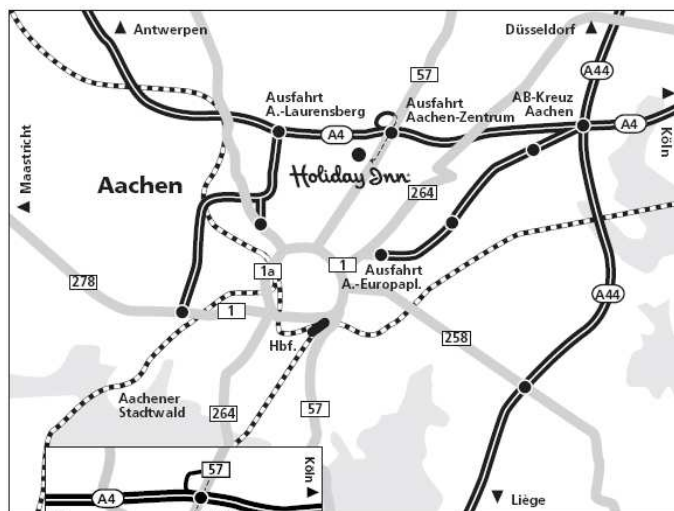 Antwerpen
Düsseldorf
57
A44
Ausfahrt
A.-Laurensberg
Ausfahrt
Aachen-Zentrum
AB-Kreuz
Aachen
A4
A4
Köln
Maastricht
Aachen
Holiday Inn
264
278
1a
1
Ausfahrt
A.-Europapl.
1
A44
Hbf.
258
Aachener
Stadtwald
264
57
57
Köln
A4
Liège